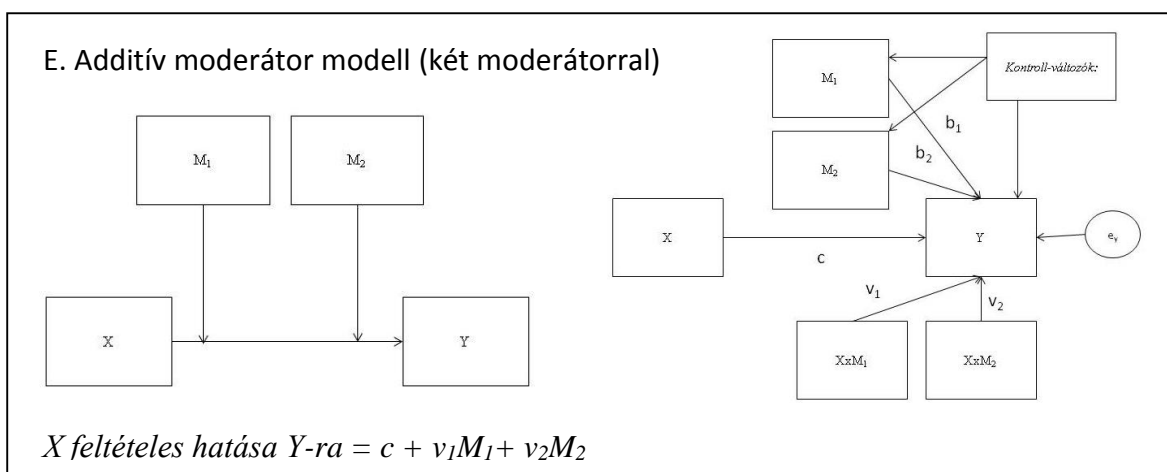 E. Additív moderátor modell (két moderátorral)
M₁
M₂
X
Y
M₁
Kontroll-változók:
M₂
b₁
b₂
X
c
Y
eᵧ
v₁
v₂
XxM₁
XxM₂
X feltételes hatása Y-ra = c + v₁M₁+ v₂M₂